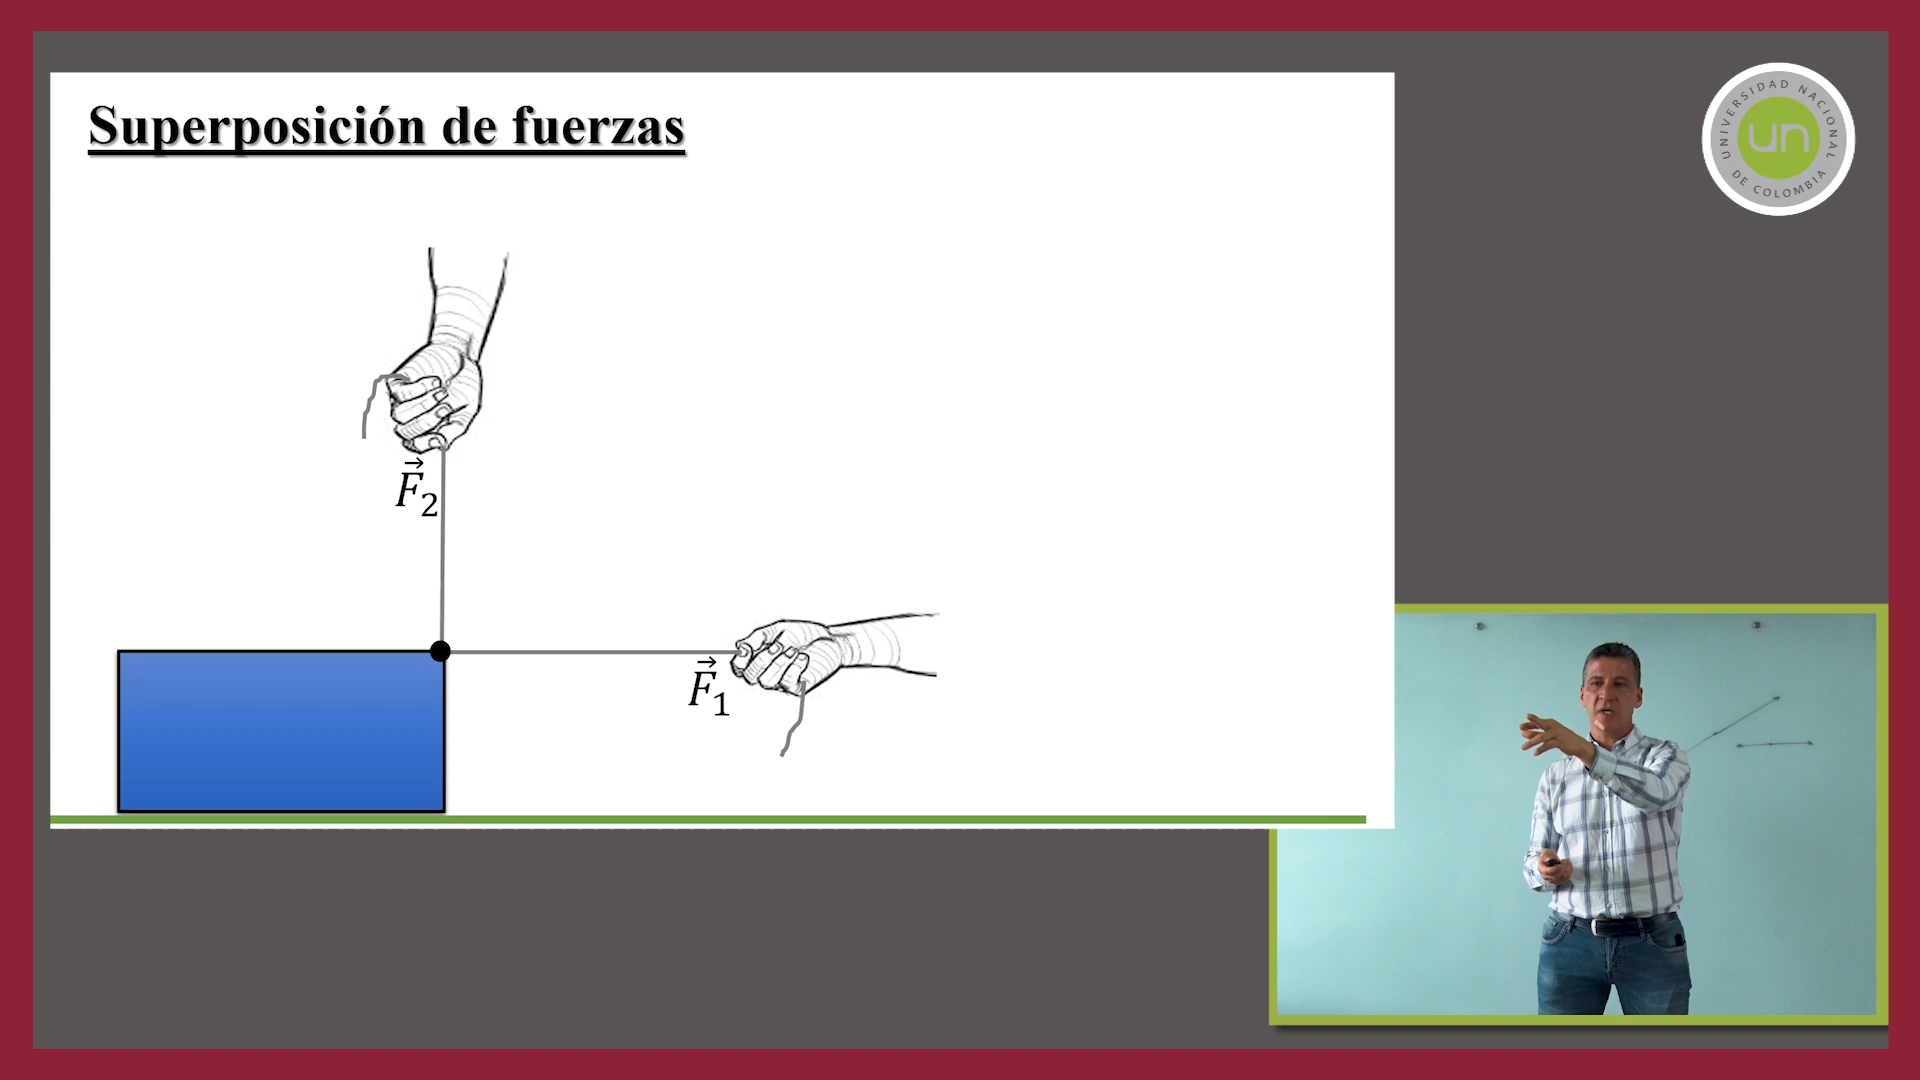 Superposición de fuerzas
F⃗₂
F⃗₁
UNIVERSIDAD NACIONAL
DE COLOMBIA
un